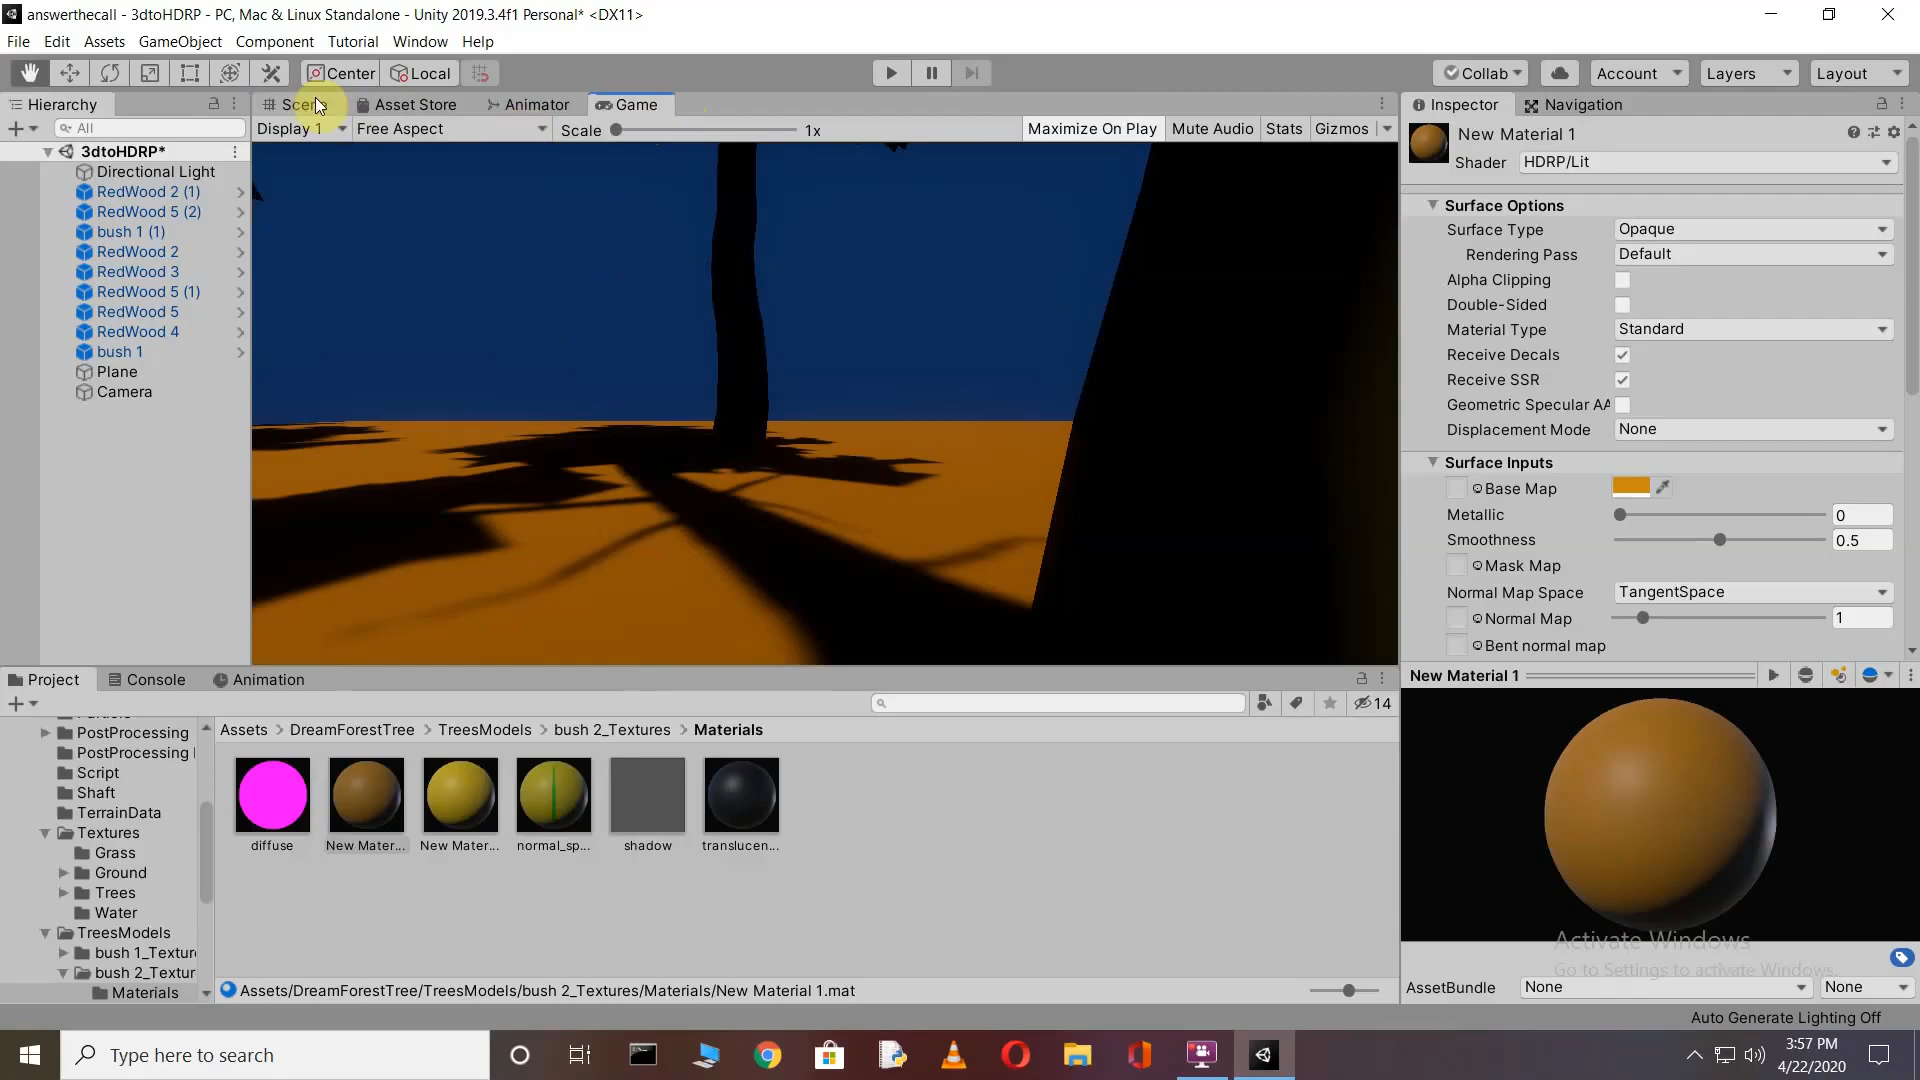 answerthecall - 3dtoHDRP - PC, Mac & Linux Standalone - Unity 2019.3.4f1 Personal* <DX11>
File Edit Assets GameObject Component Tutorial Window Help
Center Local Collab Account Layers Layout
Hierarchy Scene Asset Store Animator Game Inspector Navigation
All Display 1 Free Aspect Scale 1x Maximize On Play Mute Audio Stats Gizmos
3dtoHDRP*
Directional Light
RedWood 2 (1)
RedWood 5 (2)
bush 1 (1)
RedWood 2
RedWood 3
RedWood 5 (1)
RedWood 5
RedWood 4
bush 1
Plane
Camera
New Material 1
Shader HDRP/Lit
Surface Options
Surface Type Opaque
Rendering Pass Default
Alpha Clipping
Double-Sided
Material Type Standard
Receive Decals
Receive SSR
Geometric Specular AA
Displacement Mode None
Surface Inputs
Base Map
Metallic 0
Smoothness 0.5
Mask Map
Normal Map Space TangentSpace
Normal Map 1
Bent normal map
New Material 1
Project Console Animation
14
PostProcessing
PostProcessing
Script
Shaft
TerrainData
Textures
Grass
Ground
Trees
Water
TreesModels
bush 1_Textur
bush 2_Textur
Materials
Assets > DreamForestTree > TreesModels > bush 2_Textures > Materials
diffuse New Mater... New Mater... normal_sp... shadow translucen...
Assets/DreamForestTree/TreesModels/bush 2_Textures/Materials/New Material 1.mat
Activate Windows
Go to Settings to activate Windows.
AssetBundle None None
Auto Generate Lighting Off
Type here to search
3:57 PM
4/22/2020